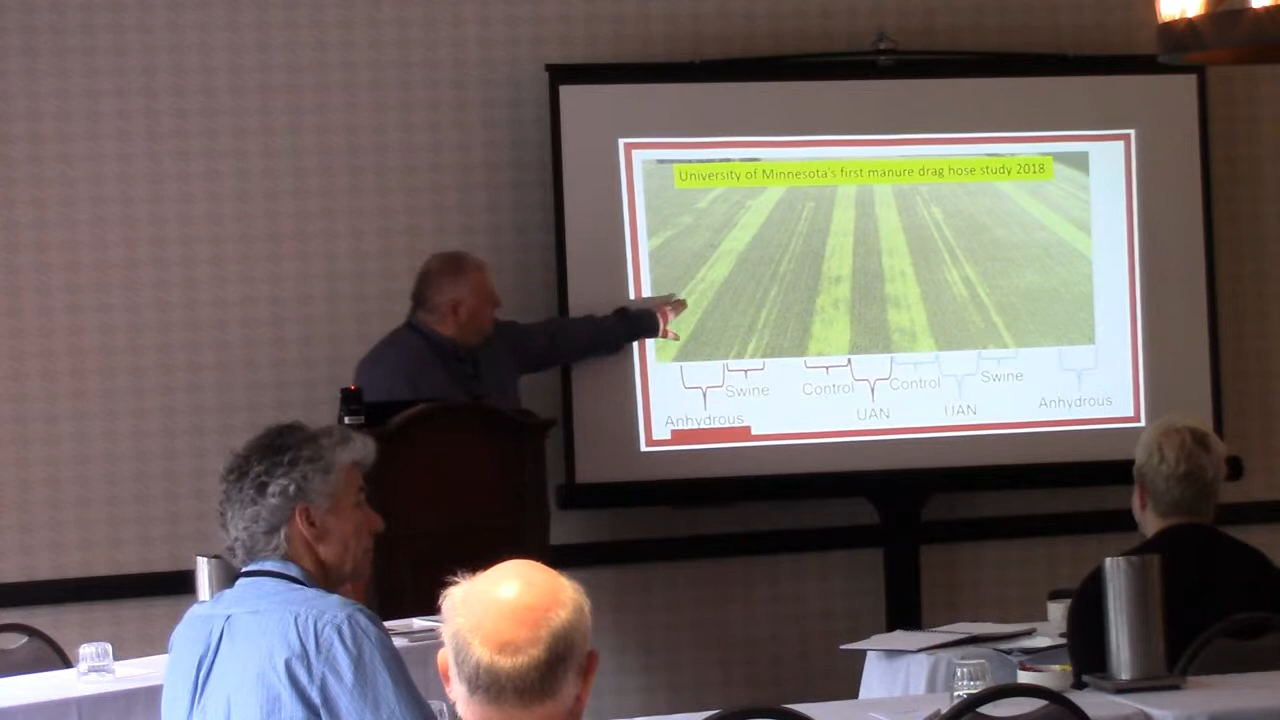 University of Minnesota's first manure drag hose study 2018
Swine
Control
Control
Swine
Anhydrous
UAN
UAN
Anhydrous